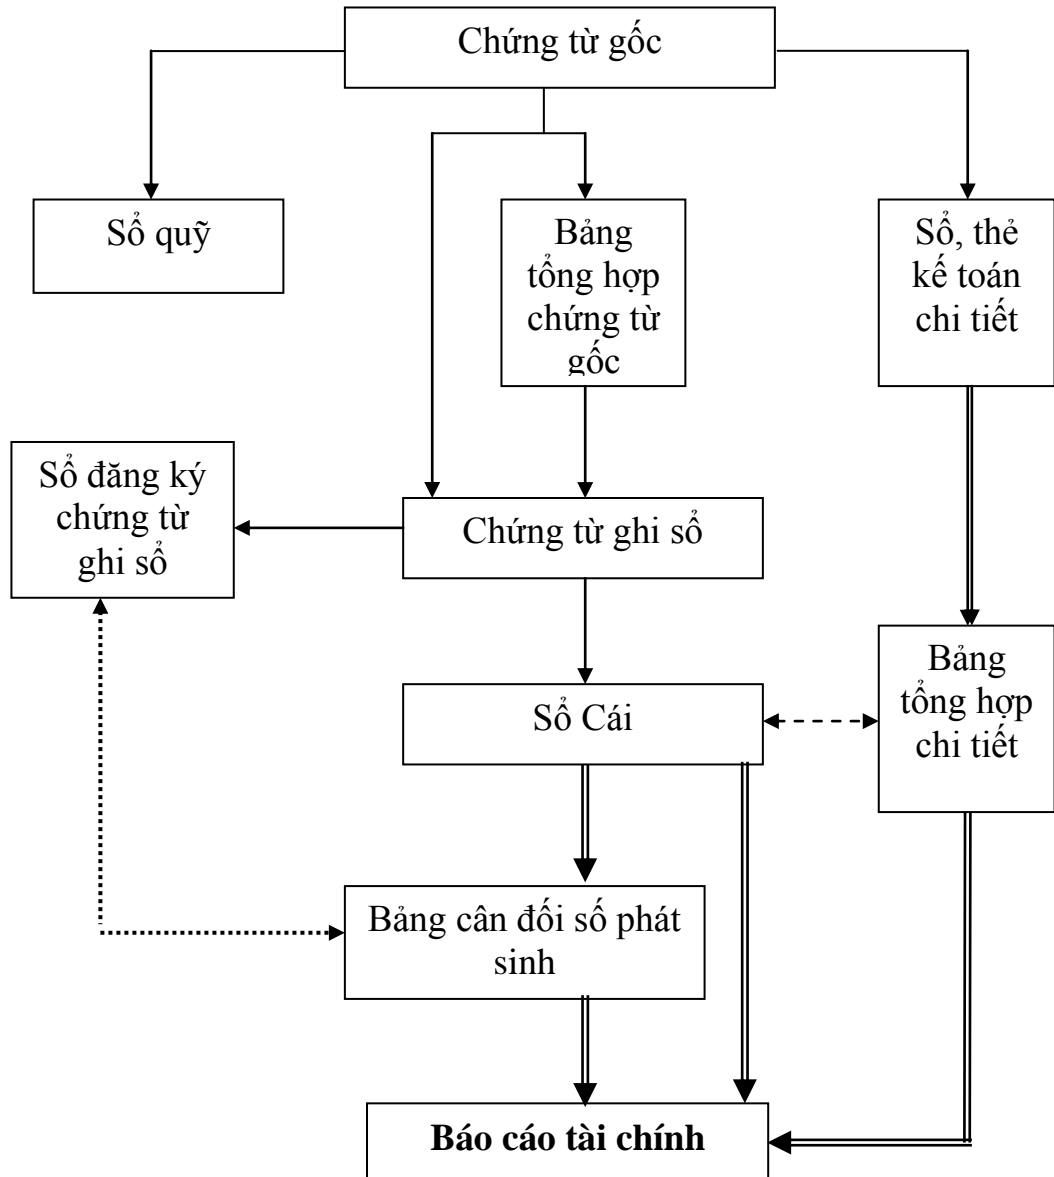 Chứng từ gốc
Sổ quỹ
Bảng
tổng hợp
chứng từ
gốc
Sổ, thẻ
kế toán
chi tiết
Sổ đăng ký
chứng từ
ghi sổ
Chứng từ ghi sổ
Sổ Cái
Bảng
tổng hợp
chi tiết
Bảng cân đối số phát
sinh
Báo cáo tài chính